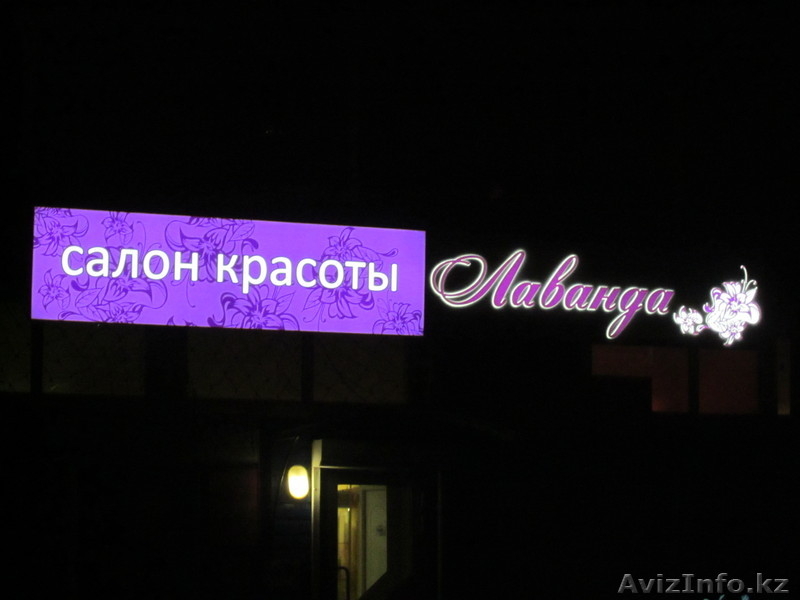 салон красоты
Лаванда
AvizInfo.kz